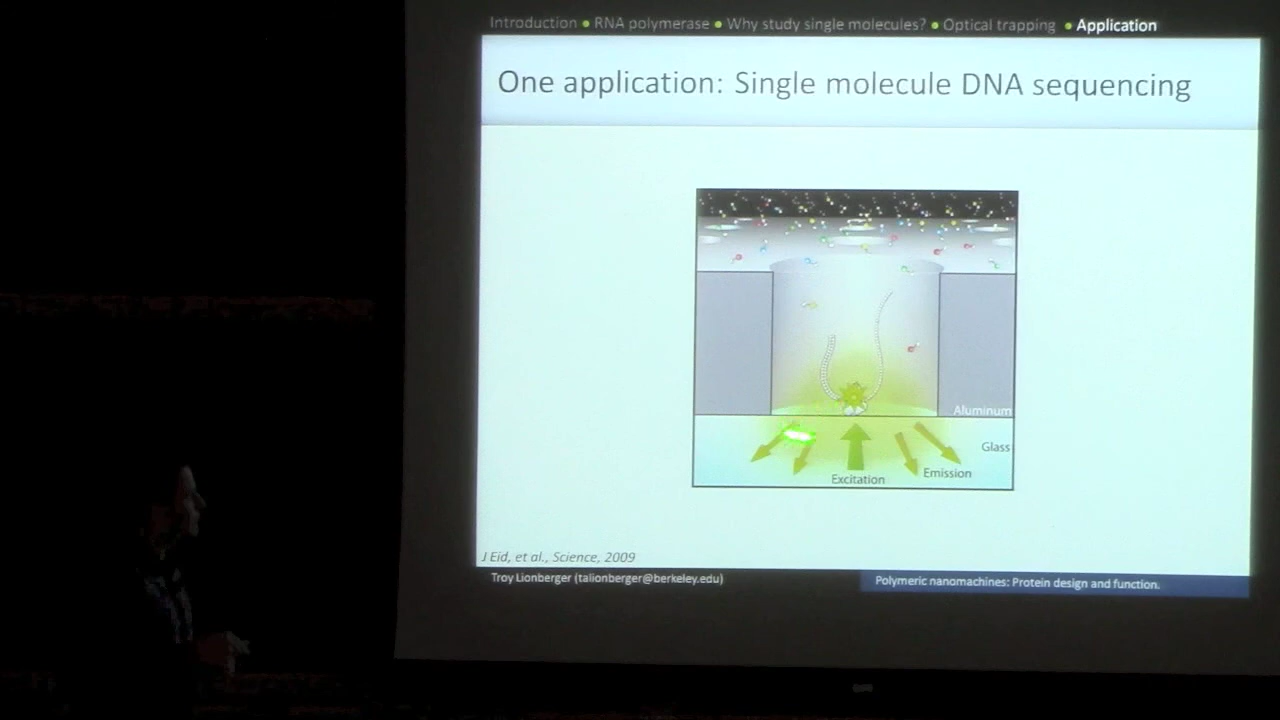 Introduction • RNA polymerase • Why study single molecules? • Optical trapping • Application
One application: Single molecule DNA sequencing
Aluminum
Glass
Emission
Excitation
J Eid, et al., Science, 2009
Troy Lionberger (talionberger@berkeley.edu)
Polymeric nanomachines: Protein design and function.